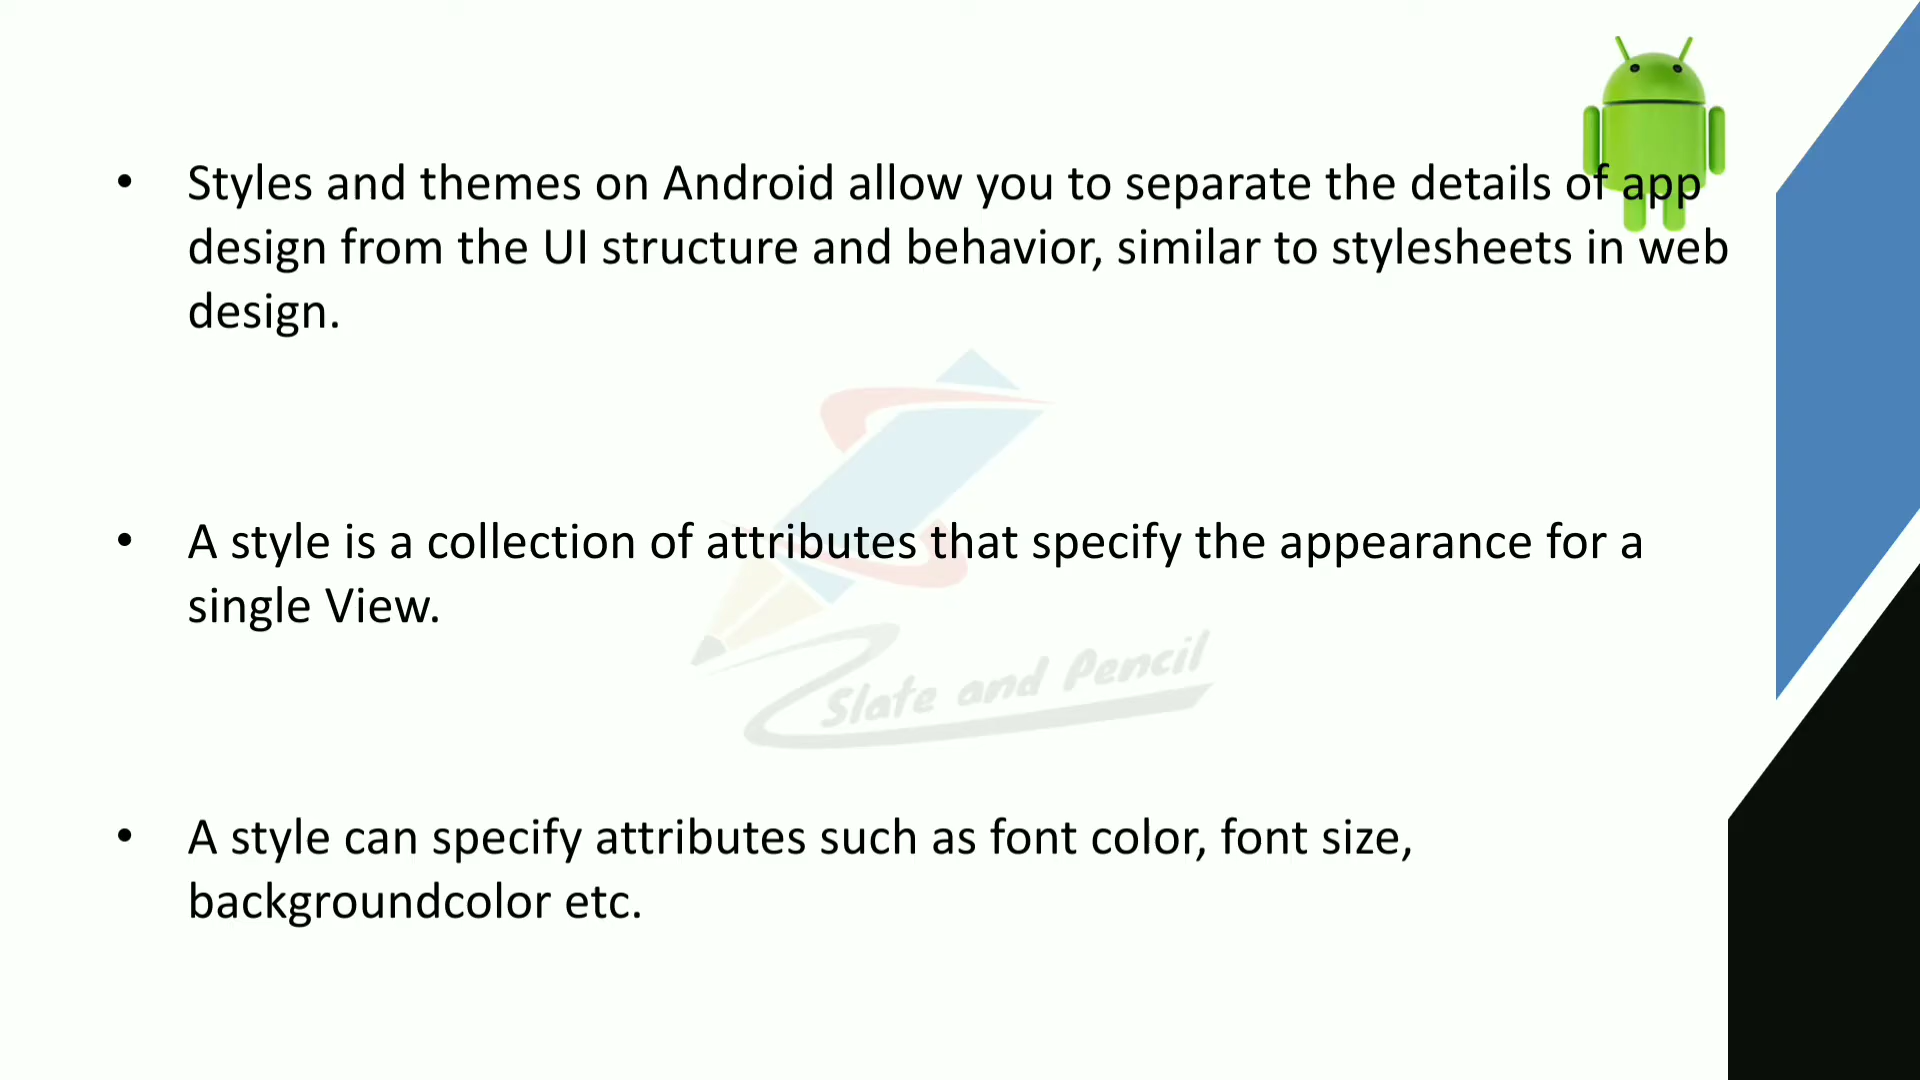 • Styles and themes on Android allow you to separate the details of app
design from the UI structure and behavior, similar to stylesheets in web
design.
• A style is a collection of attributes that specify the appearance for a
single View.
Slate and Pencil
• A style can specify attributes such as font color, font size,
backgroundcolor etc.